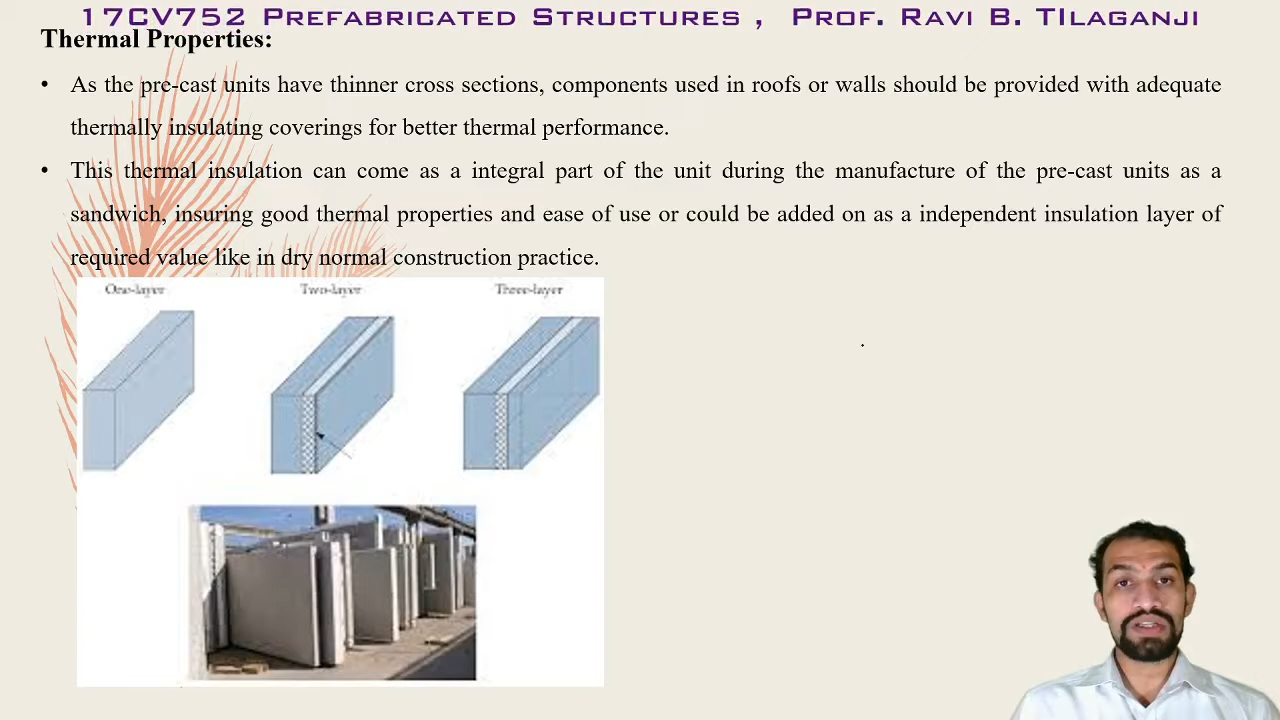 17CV752 Prefabricated Structures , Prof. Ravi B. TIlaganji
Thermal Properties:
• As the pre-cast units have thinner cross sections, components used in roofs or walls should be provided with adequate
thermally insulating coverings for better thermal performance.
• This thermal insulation can come as a integral part of the unit during the manufacture of the pre-cast units as a
sandwich, insuring good thermal properties and ease of use or could be added on as a independent insulation layer of
required value like in dry normal construction practice.
One-layer Two-layer Three-layer